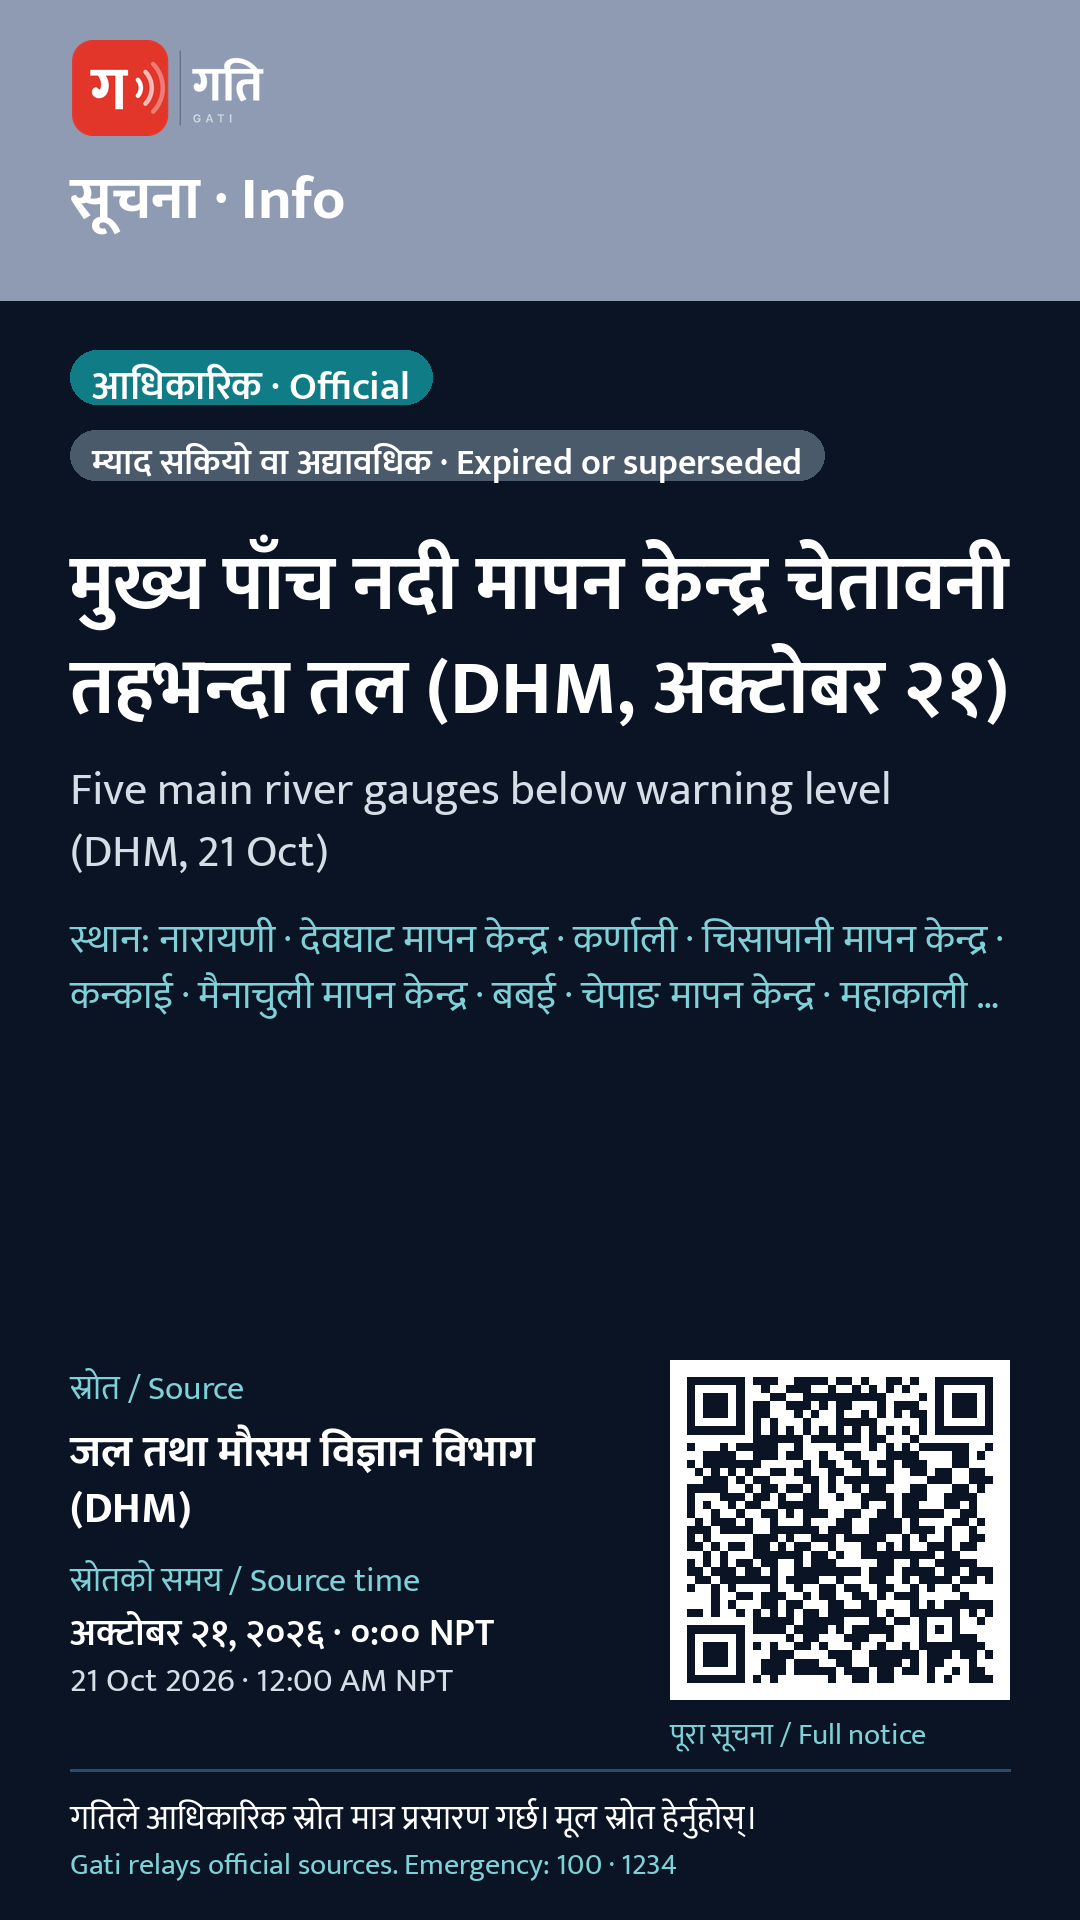 ग गति
GATI
सूचना · Info
आधिकारिक · Official
म्याद सकियो वा अद्यावधिक · Expired or superseded
मुख्य पाँच नदी मापन केन्द्र चेतावनी
तहभन्दा तल (DHM, अक्टोबर २१)
Five main river gauges below warning level
(DHM, 21 Oct)
स्थान: नारायणी · देवघाट मापन केन्द्र · कर्णाली · चिसापानी मापन केन्द्र ·
कन्काई · मैनाचुली मापन केन्द्र · बबई · चेपाङ मापन केन्द्र · महाकाली ...
स्रोत / Source
जल तथा मौसम विज्ञान विभाग
(DHM)
स्रोतको समय / Source time
अक्टोबर २१, २०२६ · ०:०० NPT
21 Oct 2026 · 12:00 AM NPT
पूरा सूचना / Full notice
गतिले आधिकारिक स्रोत मात्र प्रसारण गर्छ। मूल स्रोत हेर्नुहोस्।
Gati relays official sources. Emergency: 100 · 1234